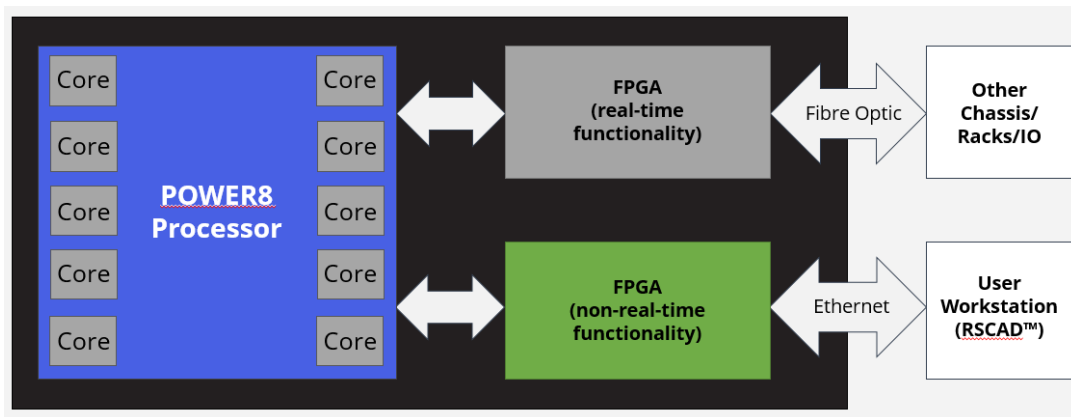 Core
Core
Core
Core
Core
POWER8
Processor
Core
Core
Core
Core
Core
FPGA
(real-time
functionality)
Fibre Optic
Other
Chassis/
Racks/IO
FPGA
(non-real-time
functionality)
Ethernet
User
Workstation
(RSCAD™)